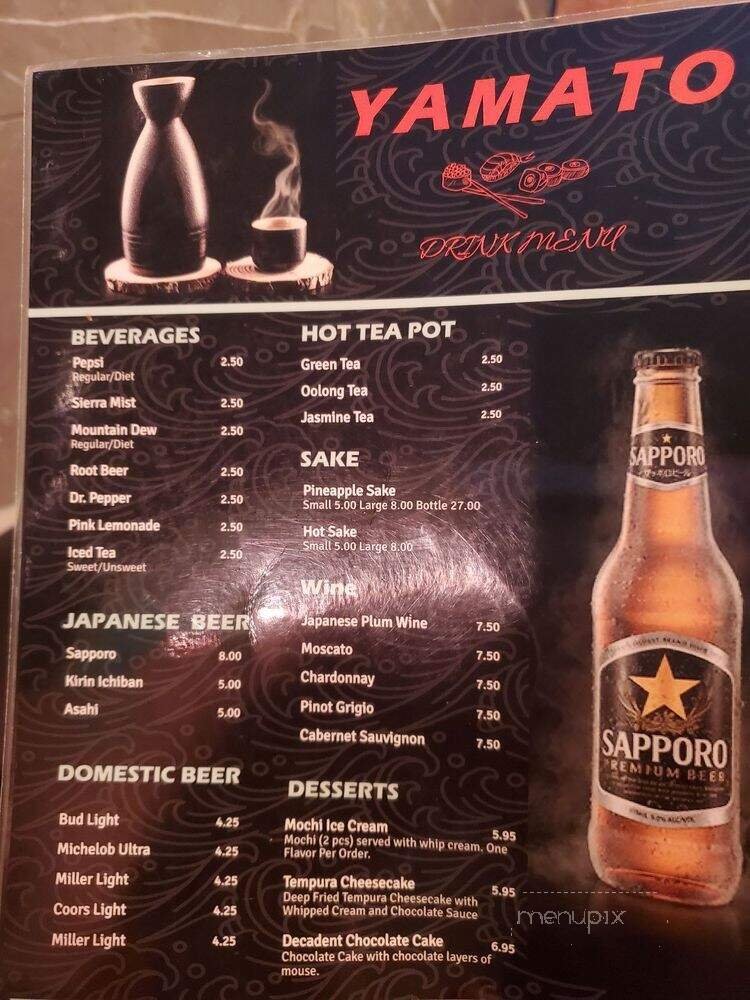 YAMATO
DRINK MENU
BEVERAGES
Pepsi 2.50
Regular/Diet
Sierra Mist 2.50
Mountain Dew 2.50
Regular/Diet
Root Beer 2.50
Dr. Pepper 2.50
Pink Lemonade 2.50
Iced Tea 2.50
Sweet/Unsweet
JAPANESE BEER
Sapporo 8.00
Kirin Ichiban 5.00
Asahi 5.00
DOMESTIC BEER
Bud Light 4.25
Michelob Ultra 4.25
Miller Light 4.25
Coors Light 4.25
Miller Light 4.25
HOT TEA POT
Green Tea 2.50
Oolong Tea 2.50
Jasmine Tea 2.50
SAKE
Pineapple Sake
Small 5.00 Large 8.00 Bottle 27.00
Hot Sake
Small 5.00 Large 8.00
Wine
Japanese Plum Wine 7.50
Moscato 7.50
Chardonnay 7.50
Pinot Grigio 7.50
Cabernet Sauvignon 7.50
DESSERTS
Mochi Ice Cream 5.95
Mochi (2 pcs) served with whip cream. One
Flavor Per Order.
Tempura Cheesecake 5.95
Deep Fried Tempura Cheesecake with
Whipped Cream and Chocolate Sauce
Decadent Chocolate Cake 6.95
Chocolate Cake with chocolate layers of
mouse.
SAPPORO
SAPPORO
PREMIUM BEER
menupix